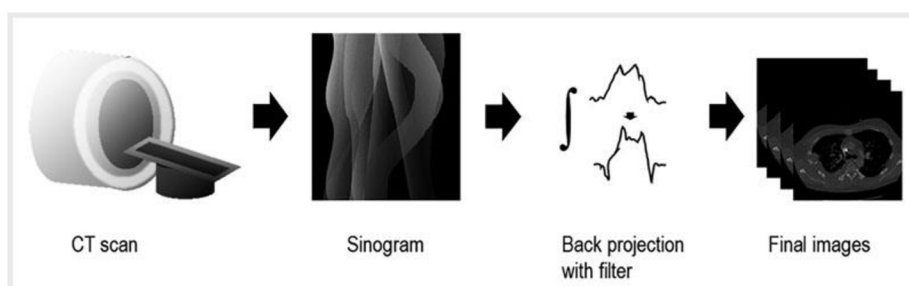 CT scan
Sinogram
Back projection
with filter
Final images